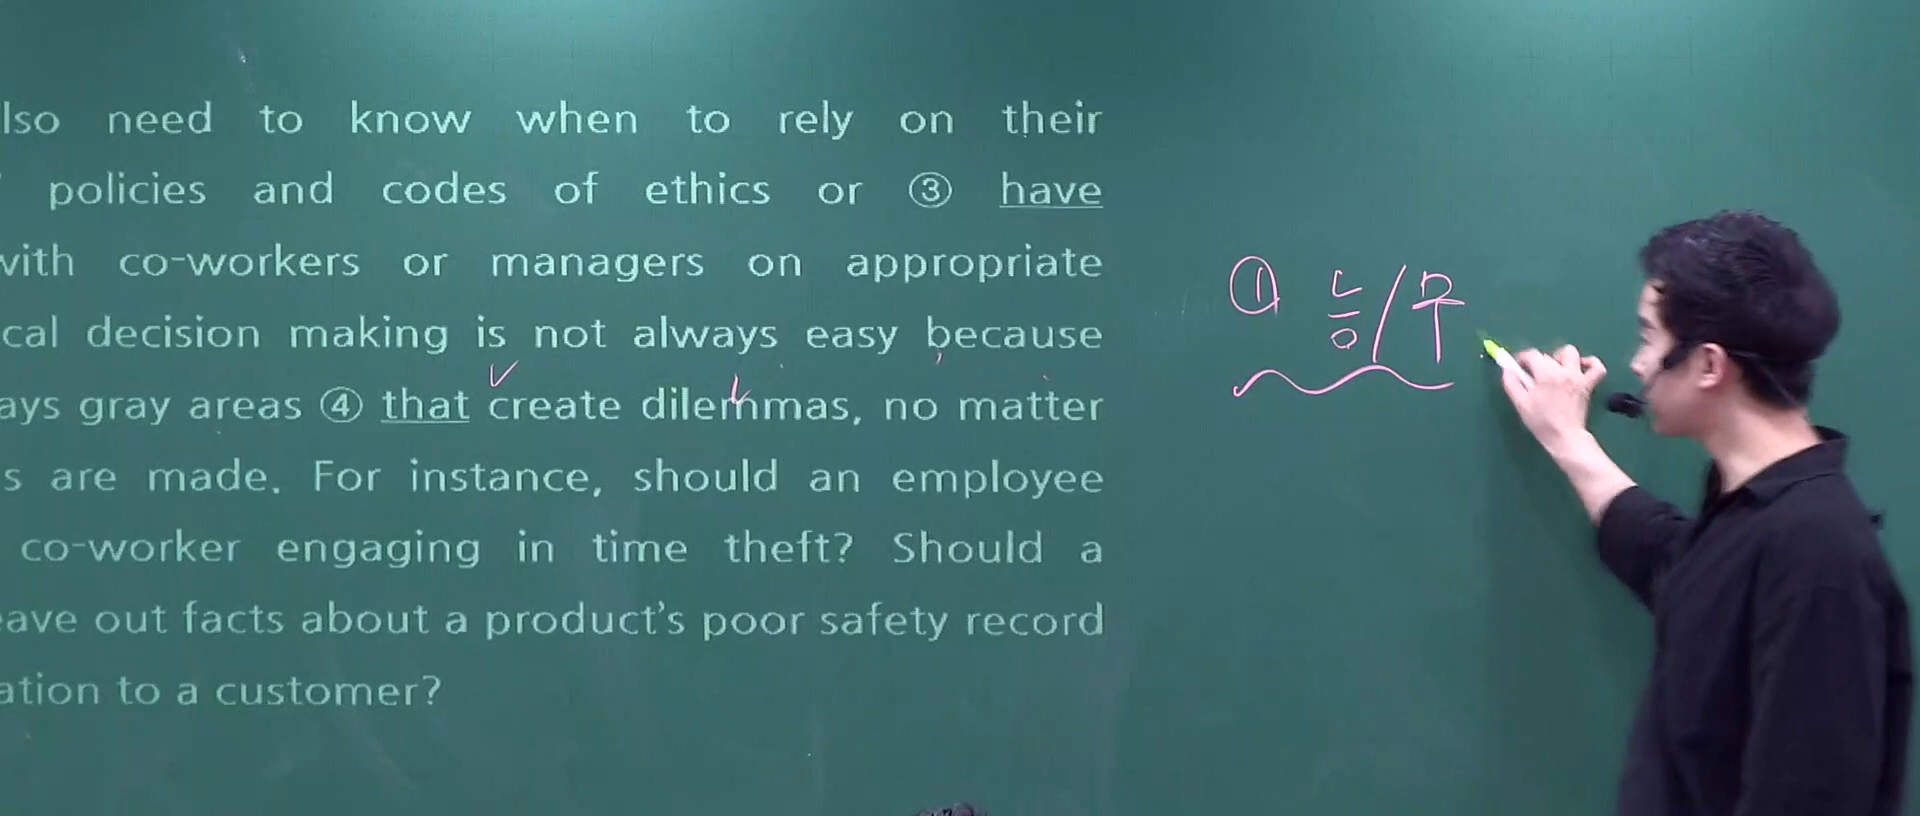 lso need to know when to rely on their
policies and codes of ethics or ③ have
with co-workers or managers on appropriate
cal decision making is not always easy because
ays gray areas ④ that create dilemmas, no matter
s are made. For instance, should an employee
co-worker engaging in time theft? Should a
eave out facts about a product's poor safety record
ation to a customer?
① 능/주